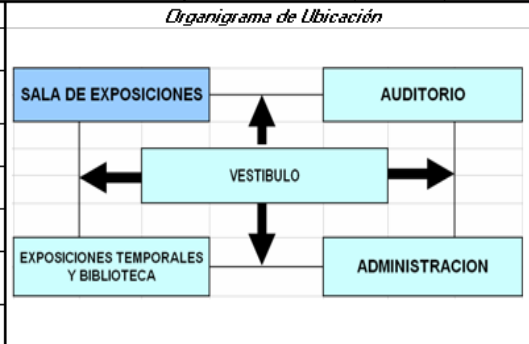 Organigrama de Ubicación
SALA DE EXPOSICIONES
AUDITORIO
VESTIBULO
EXPOSICIONES TEMPORALES
Y BIBLIOTECA
ADMINISTRACION